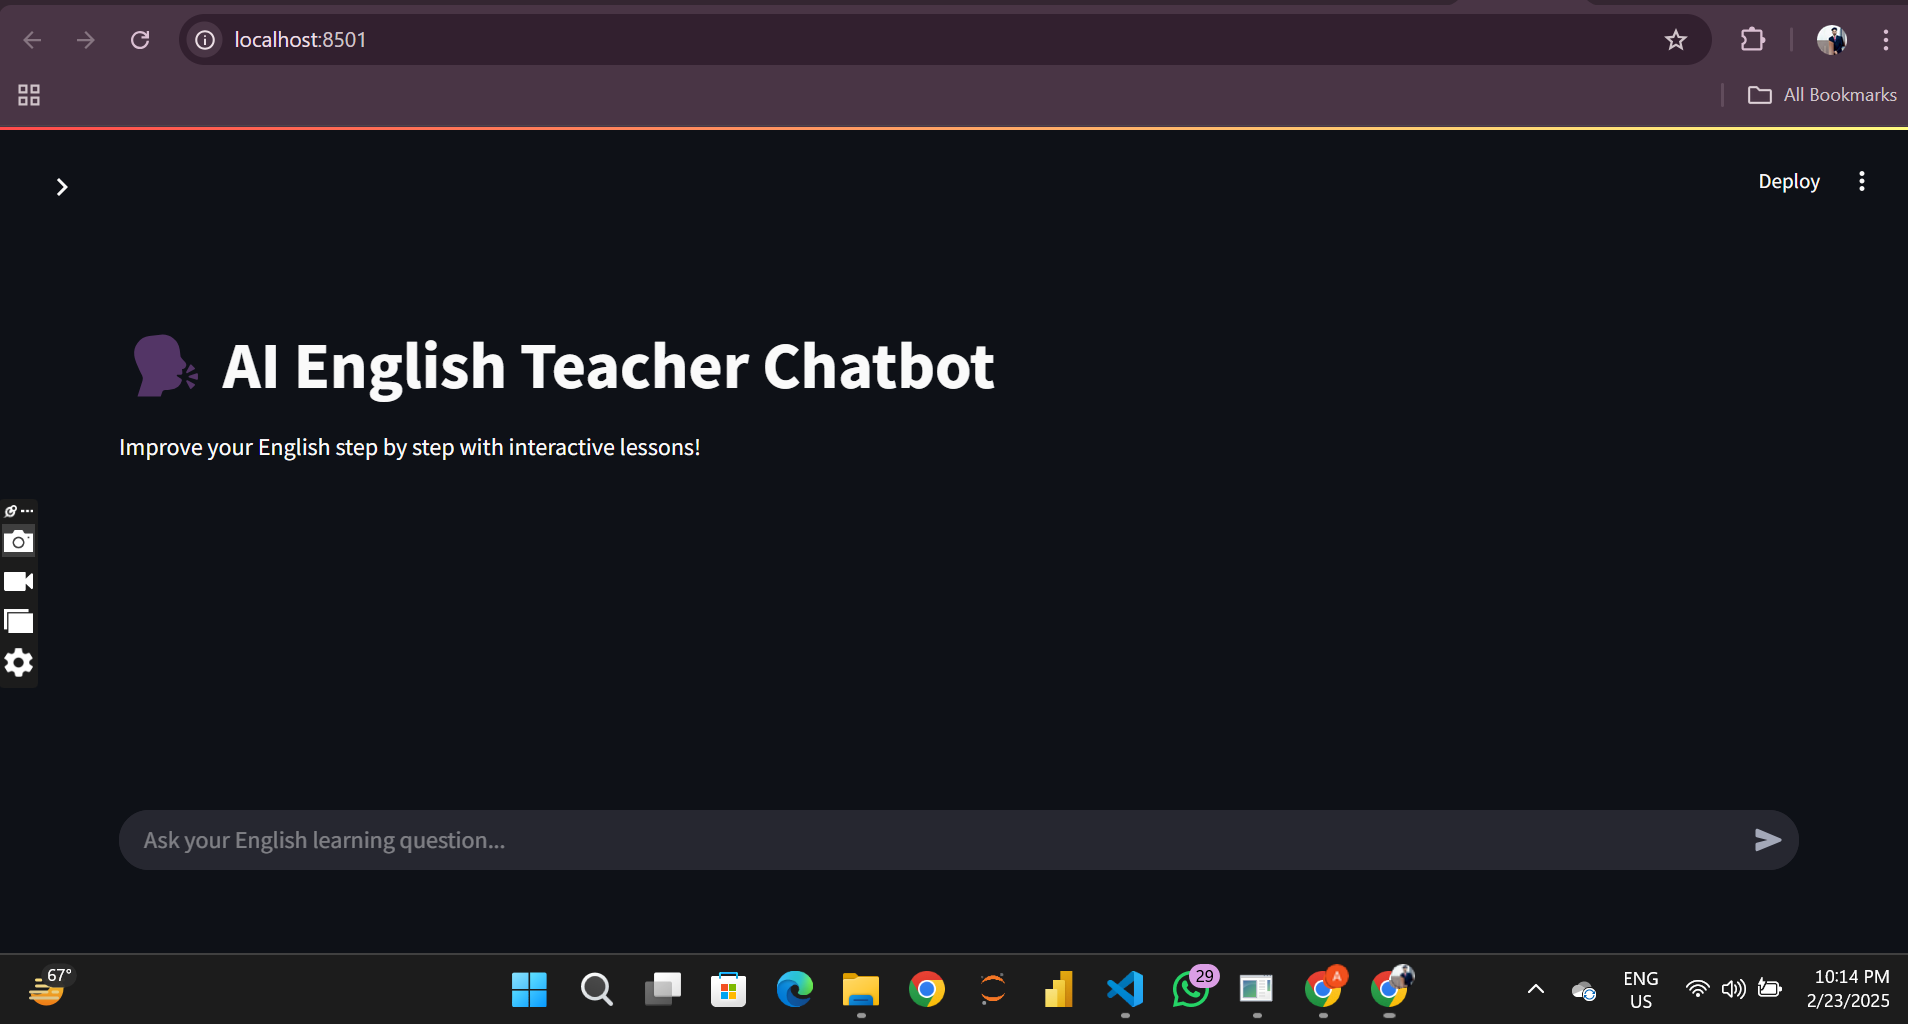 localhost:8501
All Bookmarks
Deploy
AI English Teacher Chatbot
Improve your English step by step with interactive lessons!
Ask your English learning question...
67°
29
A
ENG
US
10:14 PM
2/23/2025